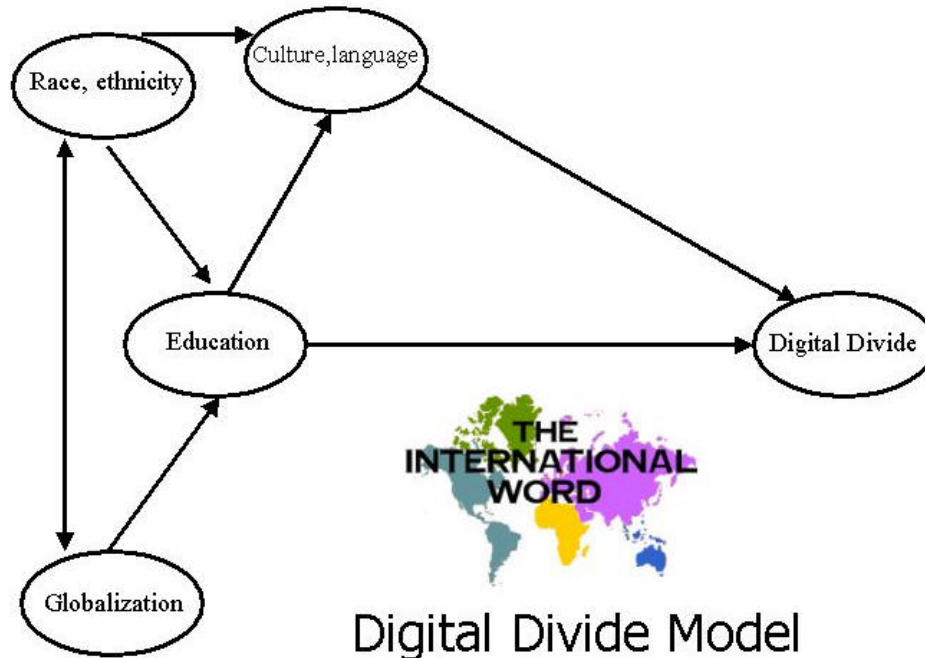 Race, ethnicity
Culture,language
Education
Digital Divide
THE
INTERNATIONAL
WORD
Globalization
Digital Divide Model